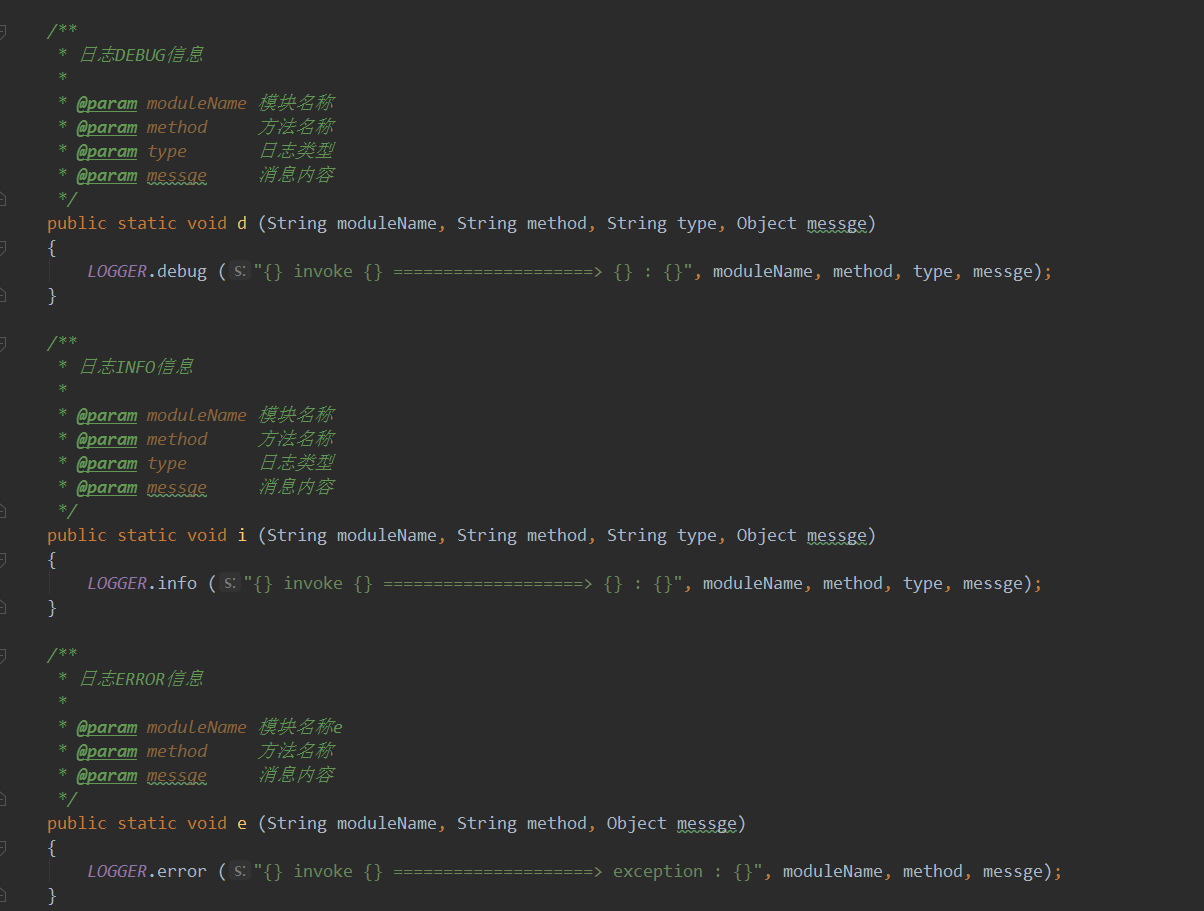 /**
 * 日志DEBUG信息
 *
 * @param moduleName 模块名称
 * @param method     方法名称
 * @param type       日志类型
 * @param messge     消息内容
 */
public static void d (String moduleName, String method, String type, Object messge)
{
    LOGGER.debug ( s: "{} invoke {} ====================> {} : {}", moduleName, method, type, messge);
}
/**
 * 日志INFO信息
 *
 * @param moduleName 模块名称
 * @param method     方法名称
 * @param type       日志类型
 * @param messge     消息内容
 */
public static void i (String moduleName, String method, String type, Object messge)
{
    LOGGER.info ( s: "{} invoke {} ====================> {} : {}", moduleName, method, type, messge);
}
/**
 * 日志ERROR信息
 *
 * @param moduleName 模块名称e
 * @param method     方法名称
 * @param messge     消息内容
 */
public static void e (String moduleName, String method, Object messge)
{
    LOGGER.error ( s: "{} invoke {} ====================> exception : {}", moduleName, method, messge);
}